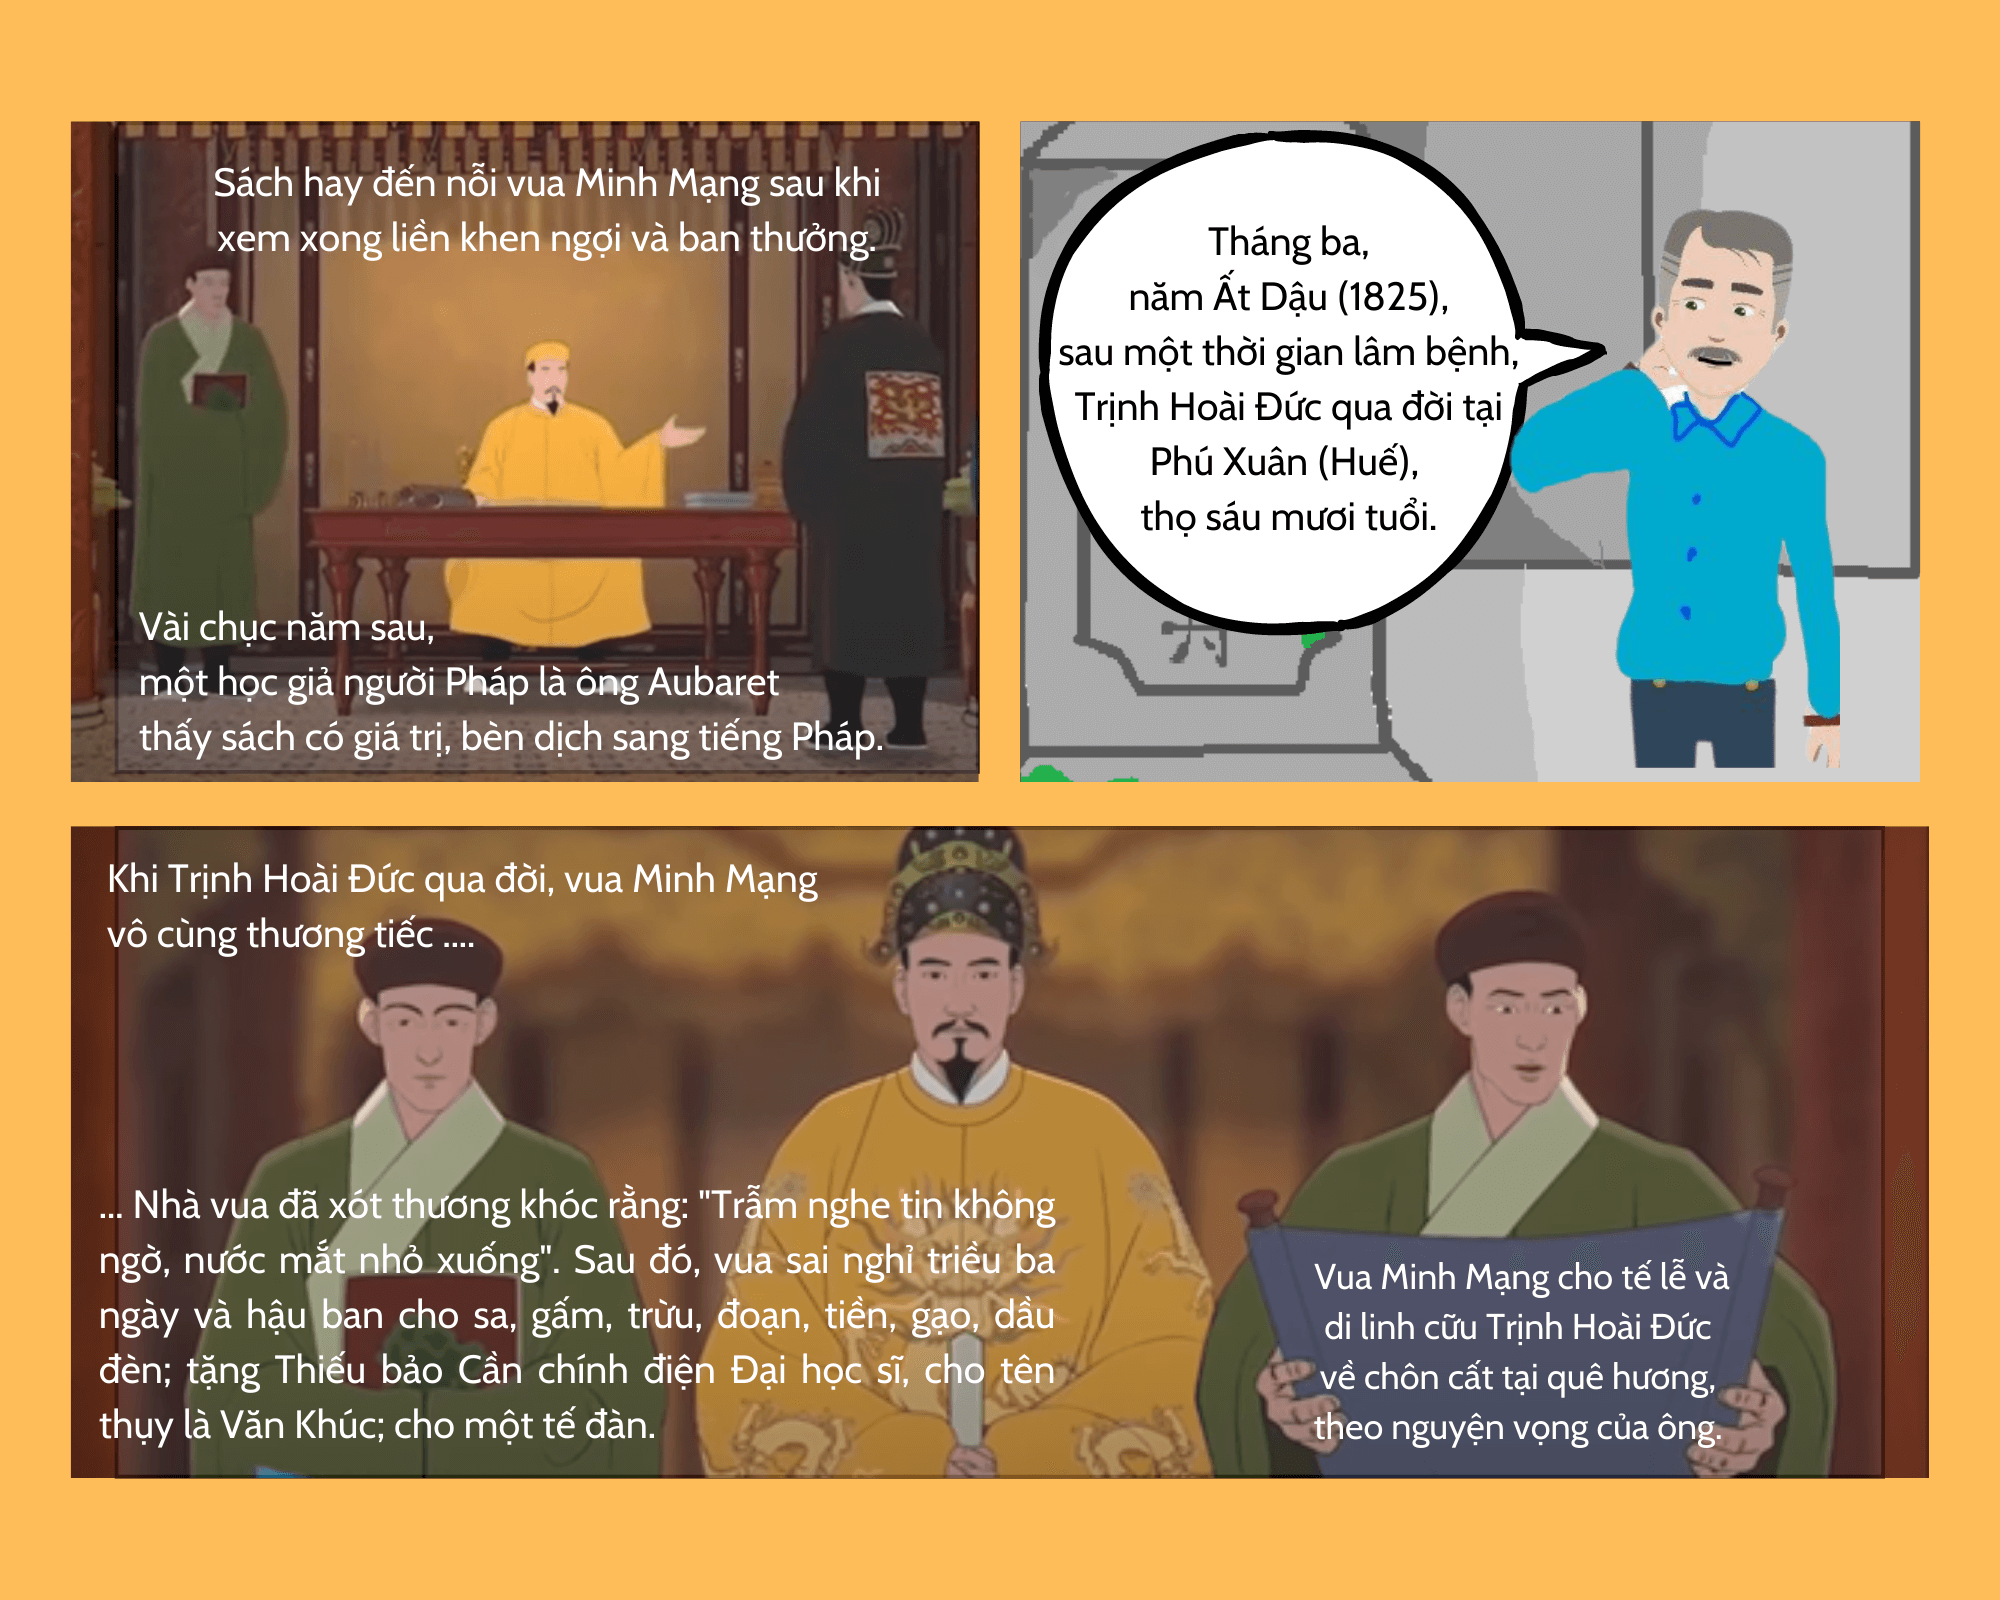 Sách hay đến nỗi vua Minh Mạng sau khi
xem xong liền khen ngợi và ban thưởng.
Vài chục năm sau,
một học giả người Pháp là ông Aubaret
thấy sách có giá trị, bèn dịch sang tiếng Pháp.
Tháng ba,
năm Ất Dậu (1825),
sau một thời gian lâm bệnh,
Trịnh Hoài Đức qua đời tại
Phú Xuân (Huế),
thọ sáu mươi tuổi.
Khi Trịnh Hoài Đức qua đời, vua Minh Mạng
vô cùng thương tiếc ....
... Nhà vua đã xót thương khóc rằng: "Trẫm nghe tin không
ngờ, nước mắt nhỏ xuống". Sau đó, vua sai nghỉ triều ba
ngày và hậu ban cho sa, gấm, trừu, đoạn, tiền, gạo, dầu
đèn; tặng Thiếu bảo Cần chính điện Đại học sĩ, cho tên
thụy là Văn Khúc; cho một tế đàn.
Vua Minh Mạng cho tế lễ và
di linh cữu Trịnh Hoài Đức
về chôn cất tại quê hương,
theo nguyện vọng của ông.